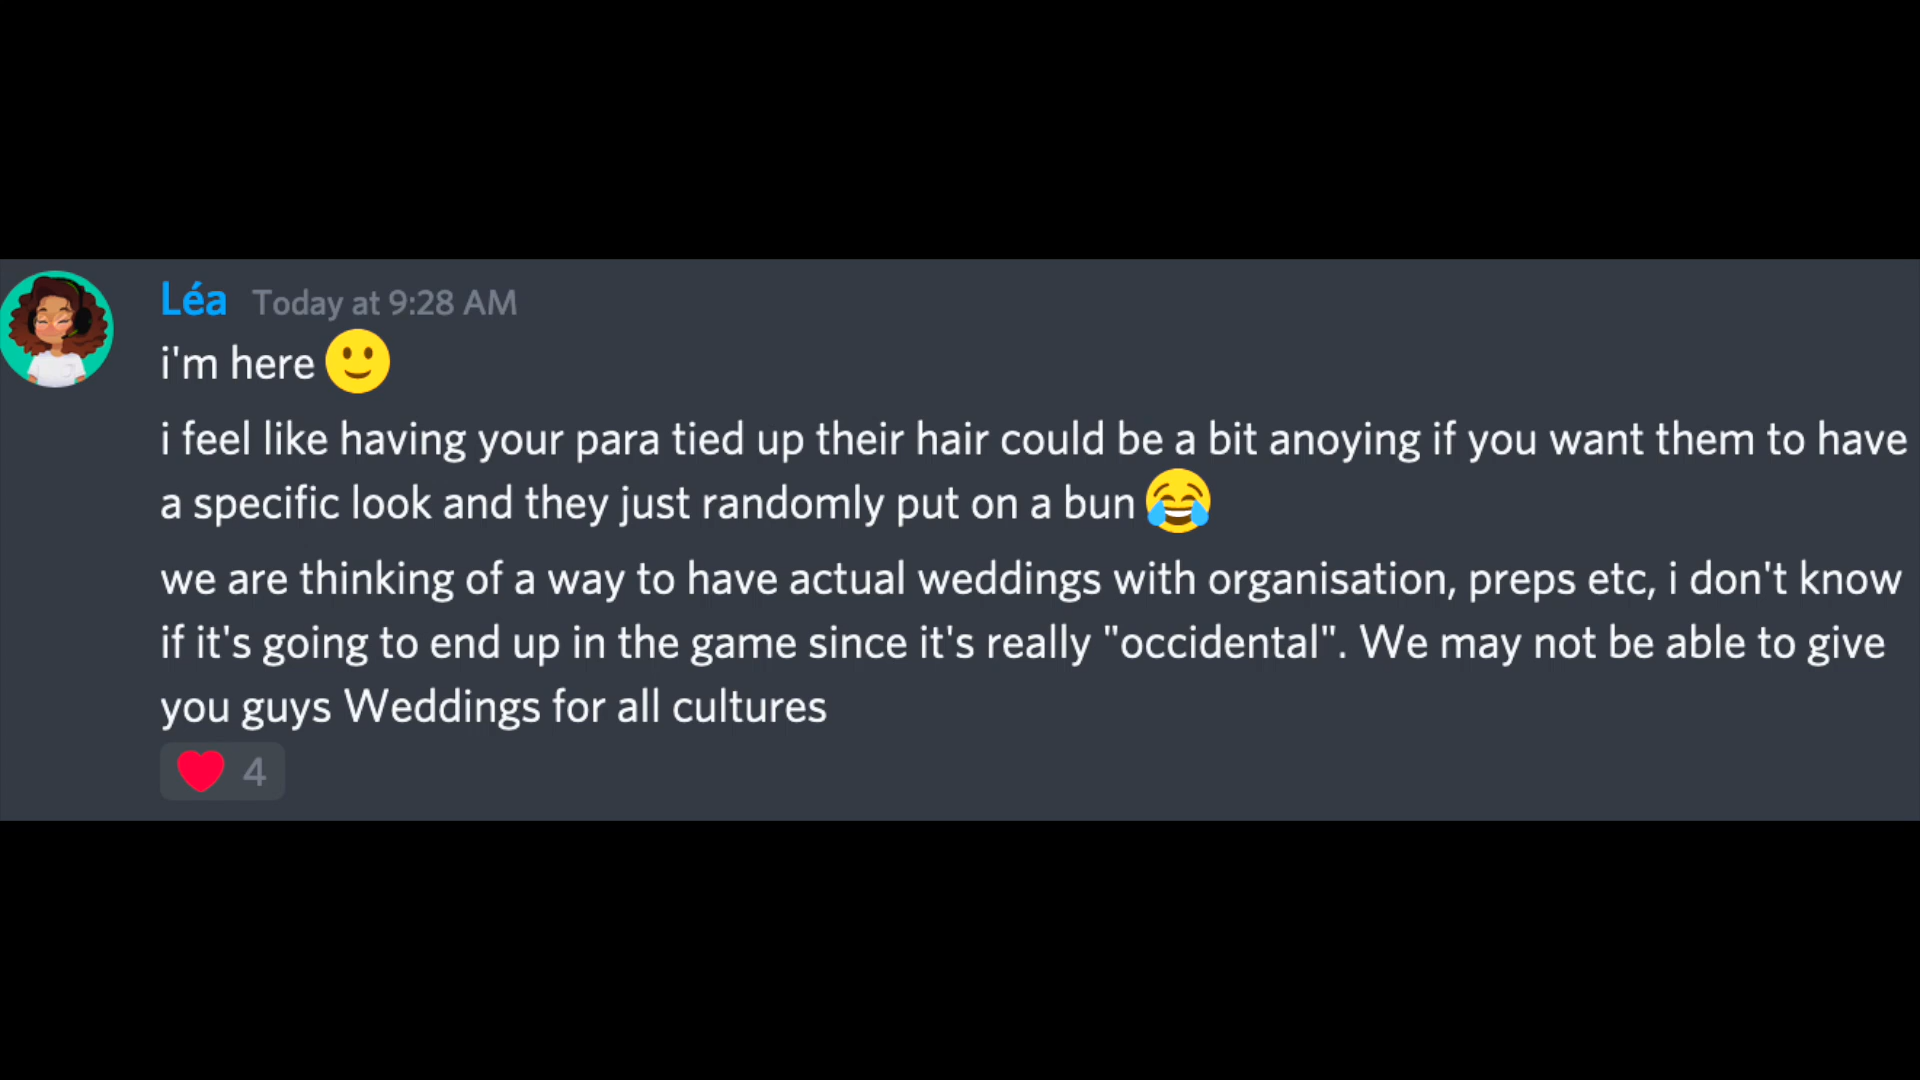 Léa Today at 9:28 AM
i'm here 🙂
i feel like having your para tied up their hair could be a bit anoying if you want them to have
a specific look and they just randomly put on a bun 😂
we are thinking of a way to have actual weddings with organisation, preps etc, i don't know
if it's going to end up in the game since it's really "occidental". We may not be able to give
you guys Weddings for all cultures
❤️ 4